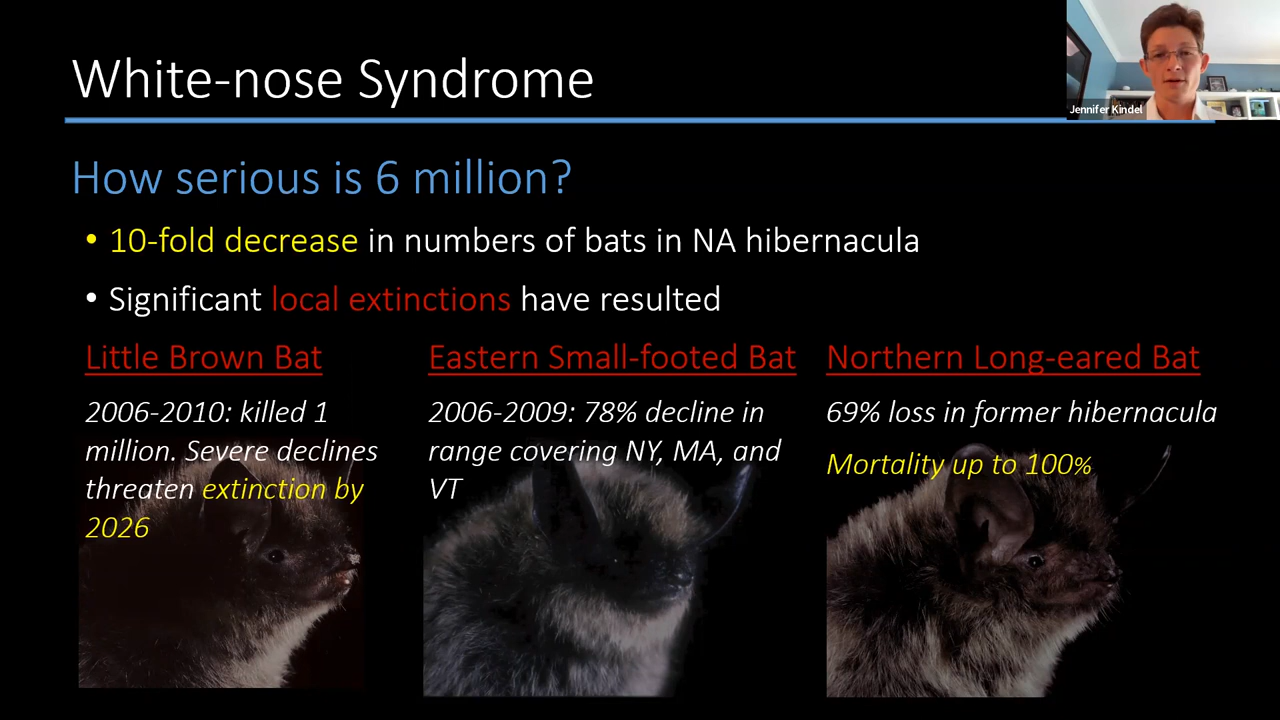 White-nose Syndrome
Jennifer Kindel
How serious is 6 million?
• 10-fold decrease in numbers of bats in NA hibernacula
• Significant local extinctions have resulted
Little Brown Bat
2006-2010: killed 1
million. Severe declines
threaten extinction by
2026
Eastern Small-footed Bat
2006-2009: 78% decline in
range covering NY, MA, and
VT
Northern Long-eared Bat
69% loss in former hibernacula
Mortality up to 100%